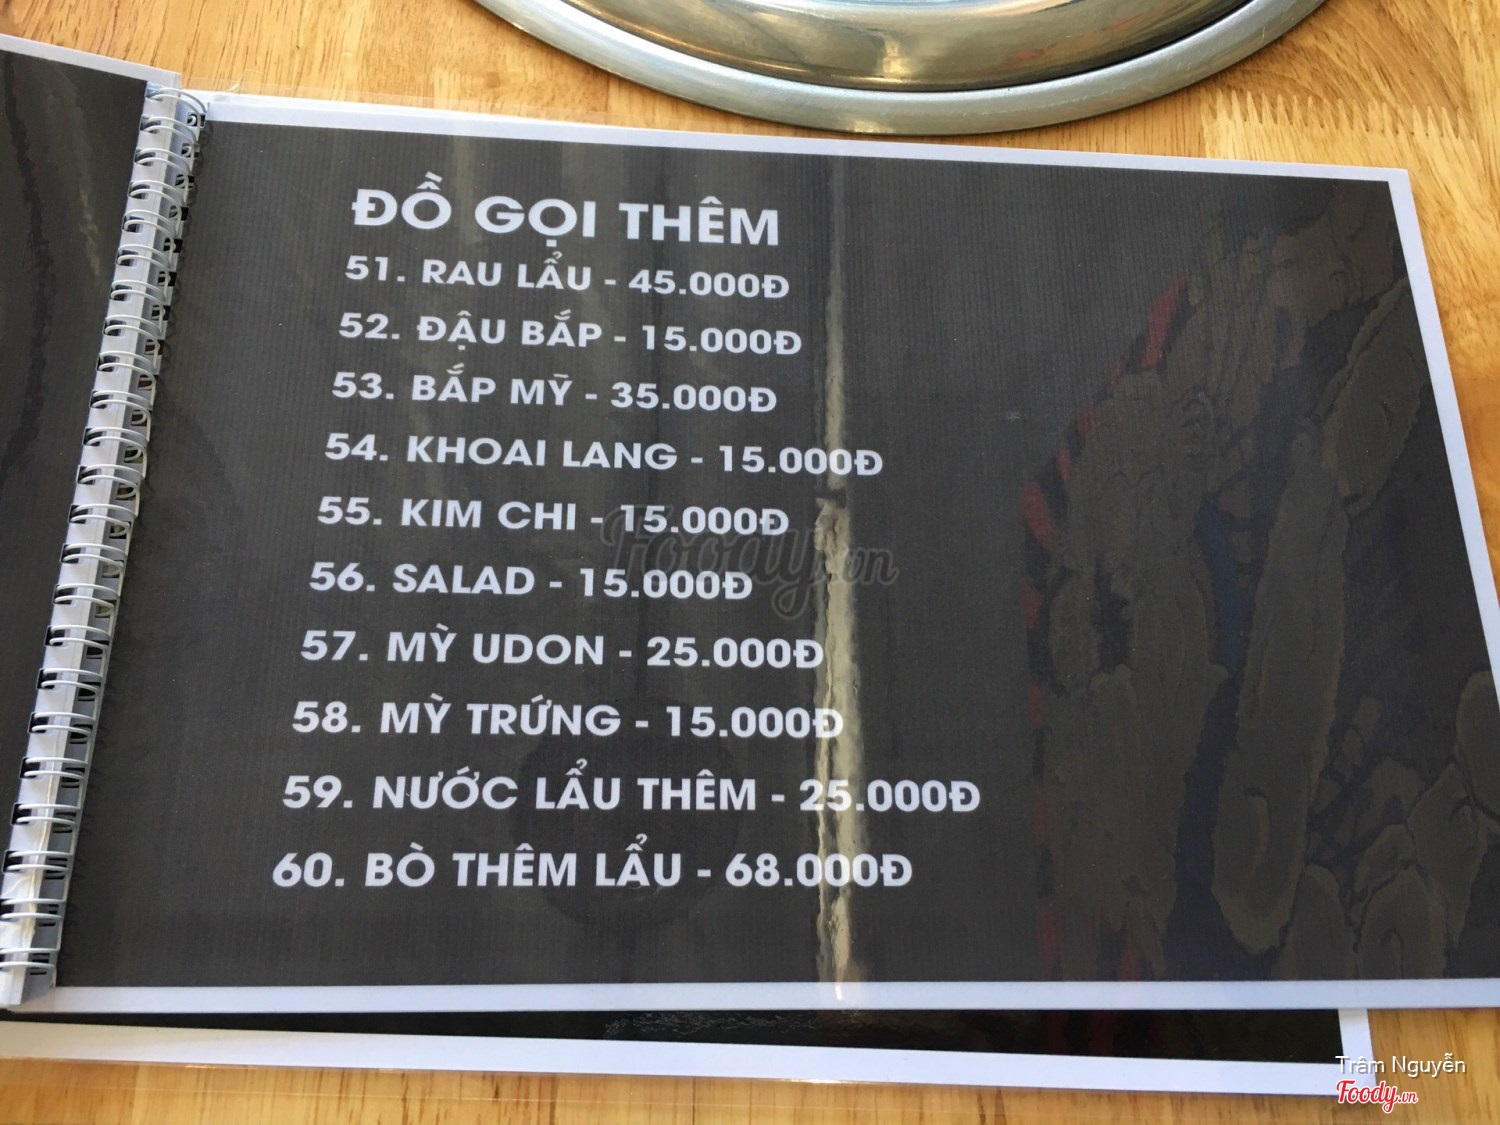 ĐỒ GỌI THÊM
51. RAU LẨU - 45.000Đ
52. ĐẬU BẮP - 15.000Đ
53. BẮP MỸ - 35.000Đ
54. KHOAI LANG - 15.000Đ
55. KIM CHI - 15.000Đ
56. SALAD - 15.000Đ
57. MỲ UDON - 25.000Đ
58. MỲ TRỨNG - 15.000Đ
59. NƯỚC LẨU THÊM - 25.000Đ
60. BÒ THÊM LẨU - 68.000Đ
Foody.vn
Trâm Nguyễn
Foody.vn